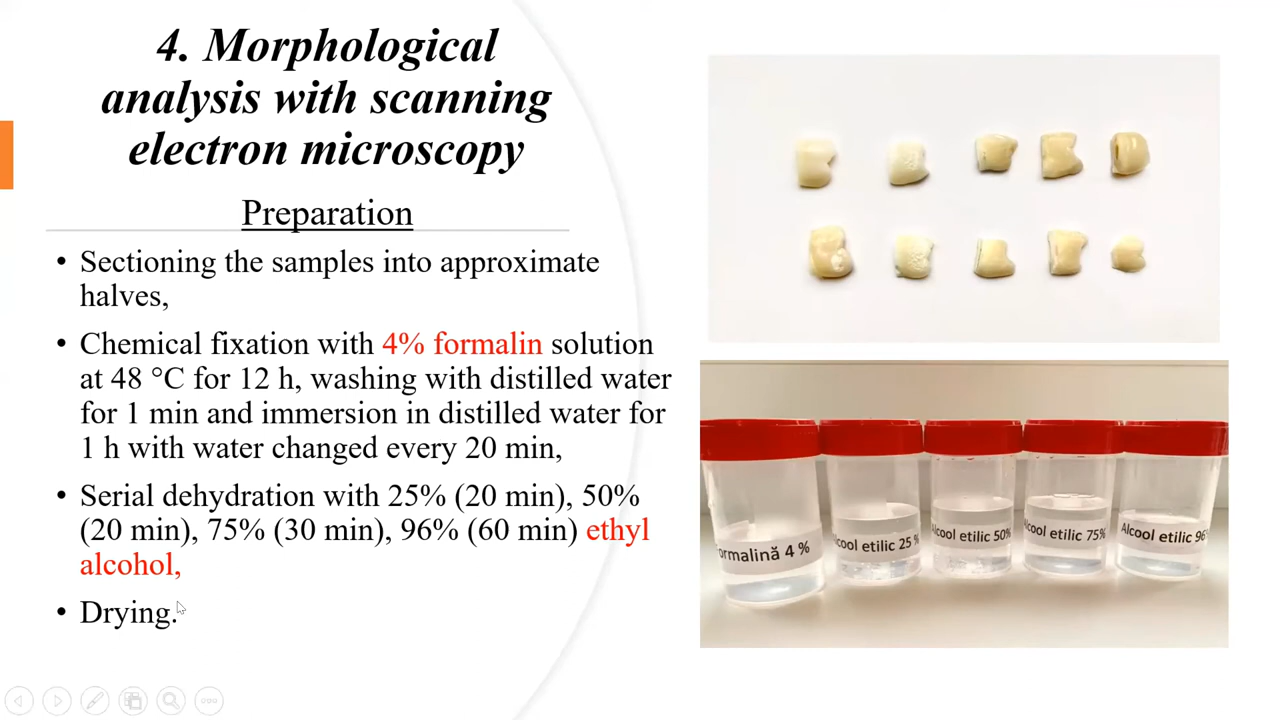 4. Morphological
analysis with scanning
electron microscopy
Preparation
• Sectioning the samples into approximate
halves,
• Chemical fixation with 4% formalin solution
at 48 °C for 12 h, washing with distilled water
for 1 min and immersion in distilled water for
1 h with water changed every 20 min,
• Serial dehydration with 25% (20 min), 50%
(20 min), 75% (30 min), 96% (60 min) ethyl
alcohol,
• Drying.
ormalină 4 %
lcool etilic 25 %
Alcool etilic 50%
Alcool etilic 75%
Alcool etilic 96%